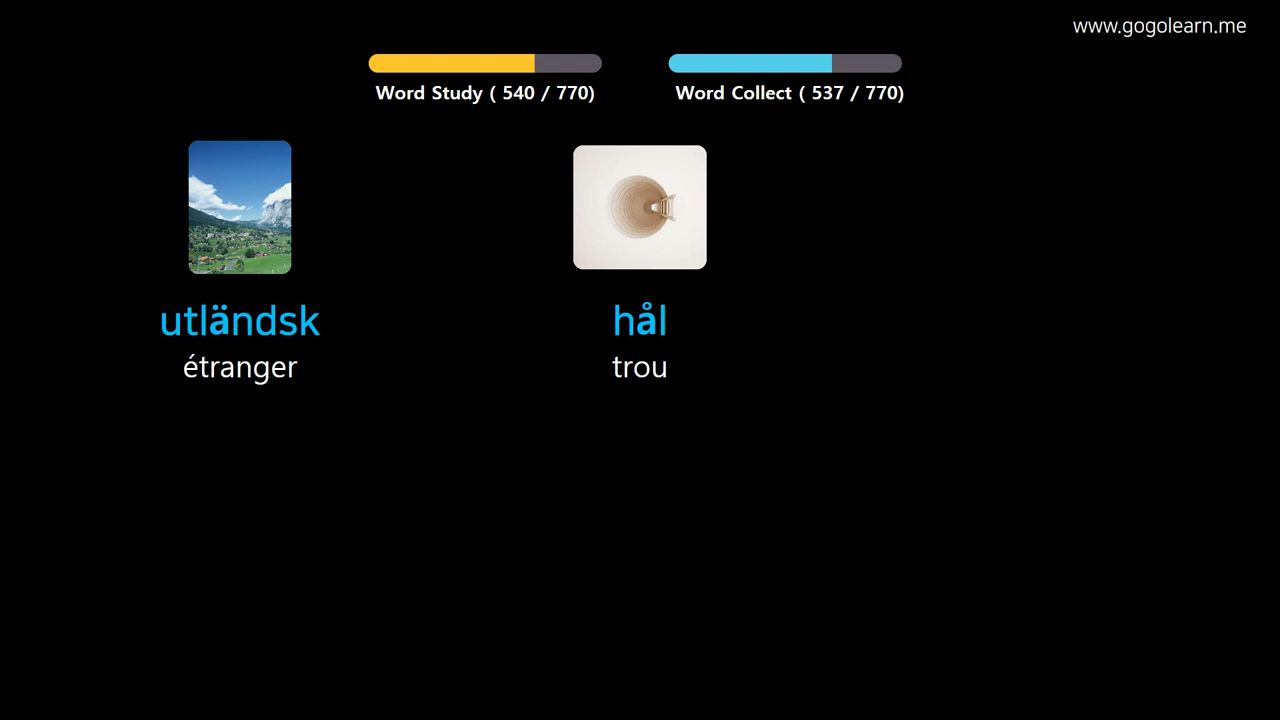 www.gogolearn.me
Word Study ( 540 / 770)
Word Collect ( 537 / 770)
utländsk
étranger
hål
trou